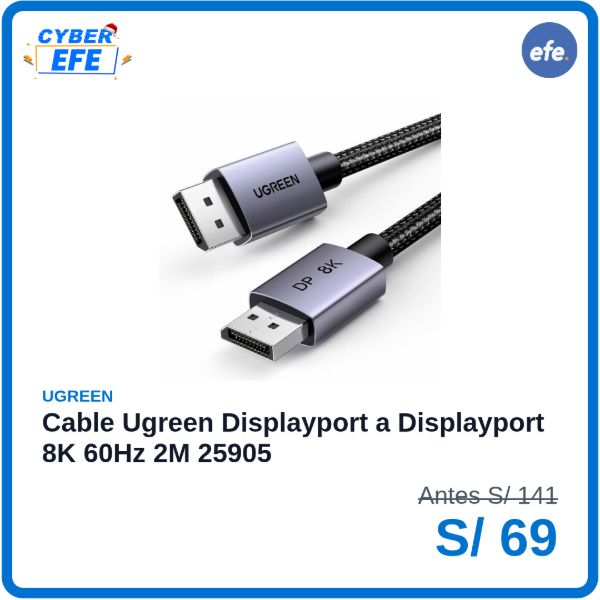 CYBER
EFE
efe.
UGREEN
DP 8K
UGREEN
Cable Ugreen Displayport a Displayport
8K 60Hz 2M 25905
Antes S/ 141
S/ 69